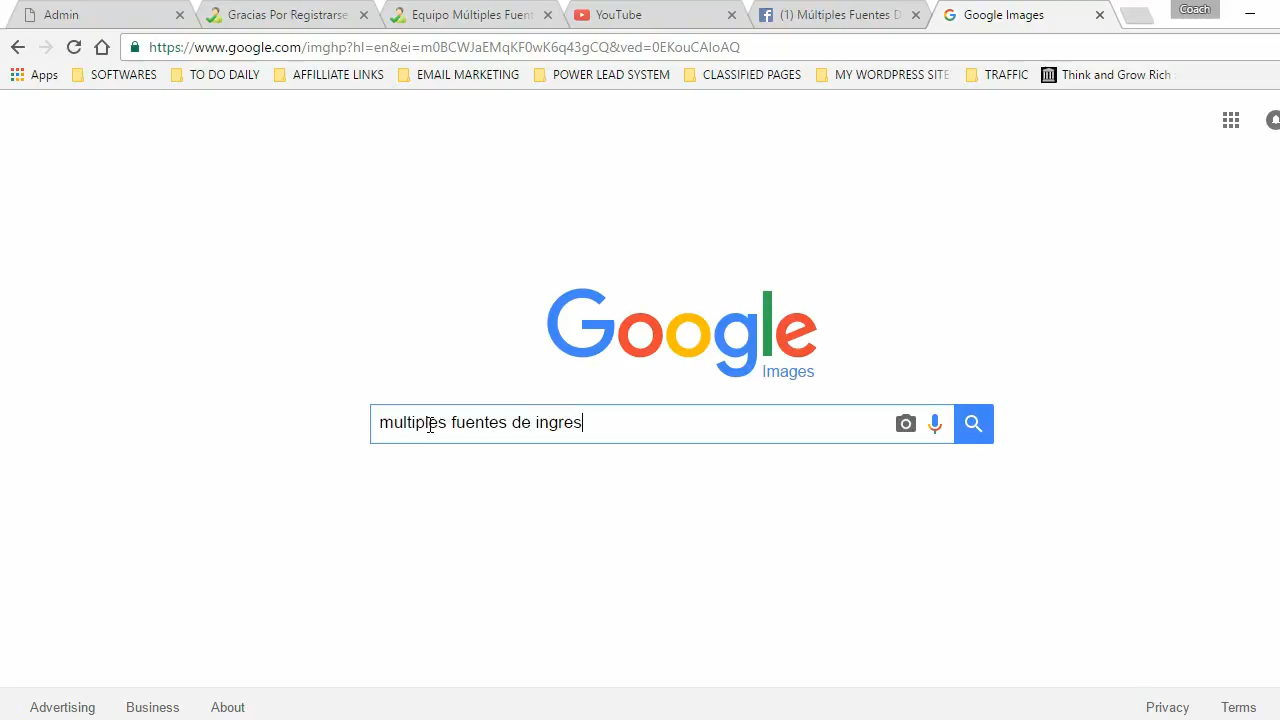 Admin
Gracias Por Registrarse
Equipo Múltiples Fuent
YouTube
(1) Múltiples Fuentes D
Google Images
Coach
https://www.google.com/imghp?hl=en&ei=m0BCWJaEMqKF0wK6q43gCQ&ved=0EKouCAIoAQ
Apps
SOFTWARES
TO DO DAILY
AFFILLIATE LINKS
EMAIL MARKETING
POWER LEAD SYSTEM
CLASSIFIED PAGES
MY WORDPRESS SITE
TRAFFIC
Think and Grow Rich
Google
Images
multiples fuentes de ingres
Advertising
Business
About
Privacy
Terms